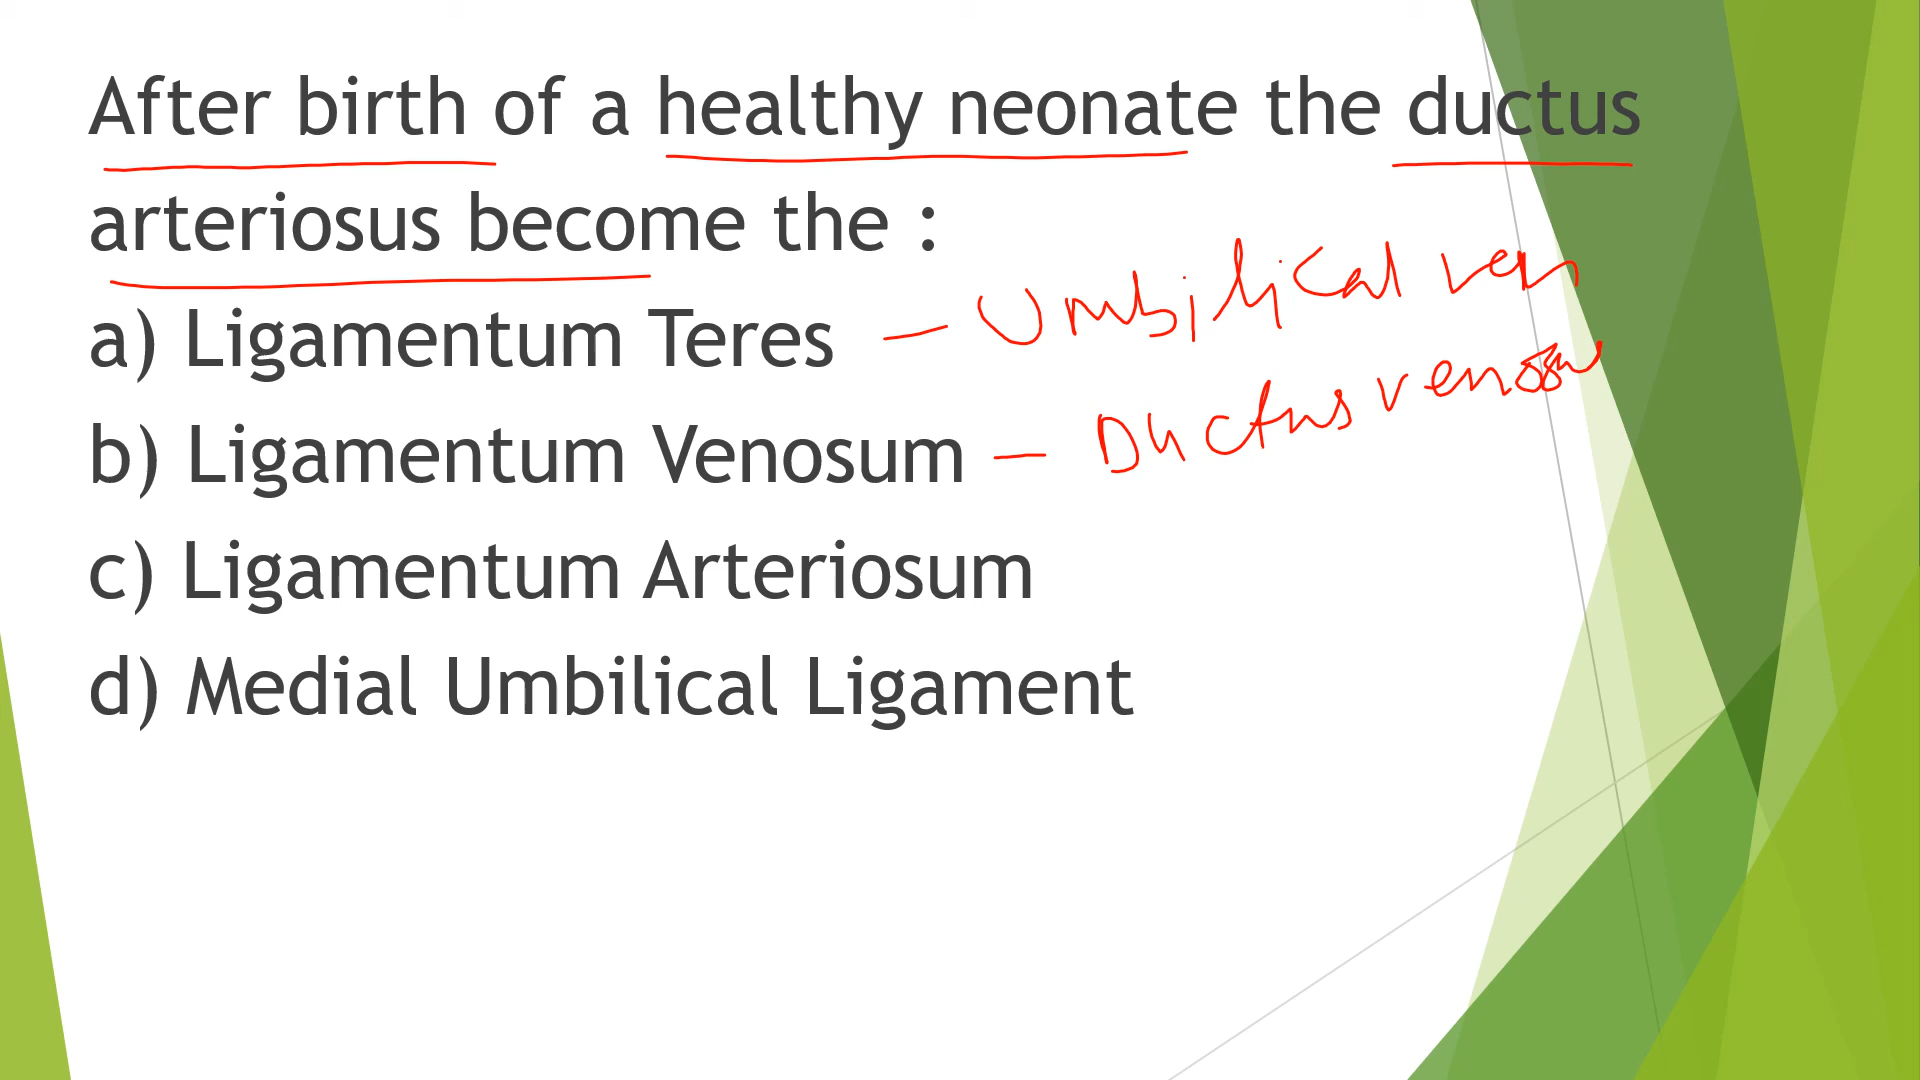 After birth of a healthy neonate the ductus
arteriosus become the :
a) Ligamentum Teres – Umbilical vein
b) Ligamentum Venosum – Ductus venosus
c) Ligamentum Arteriosum
d) Medial Umbilical Ligament